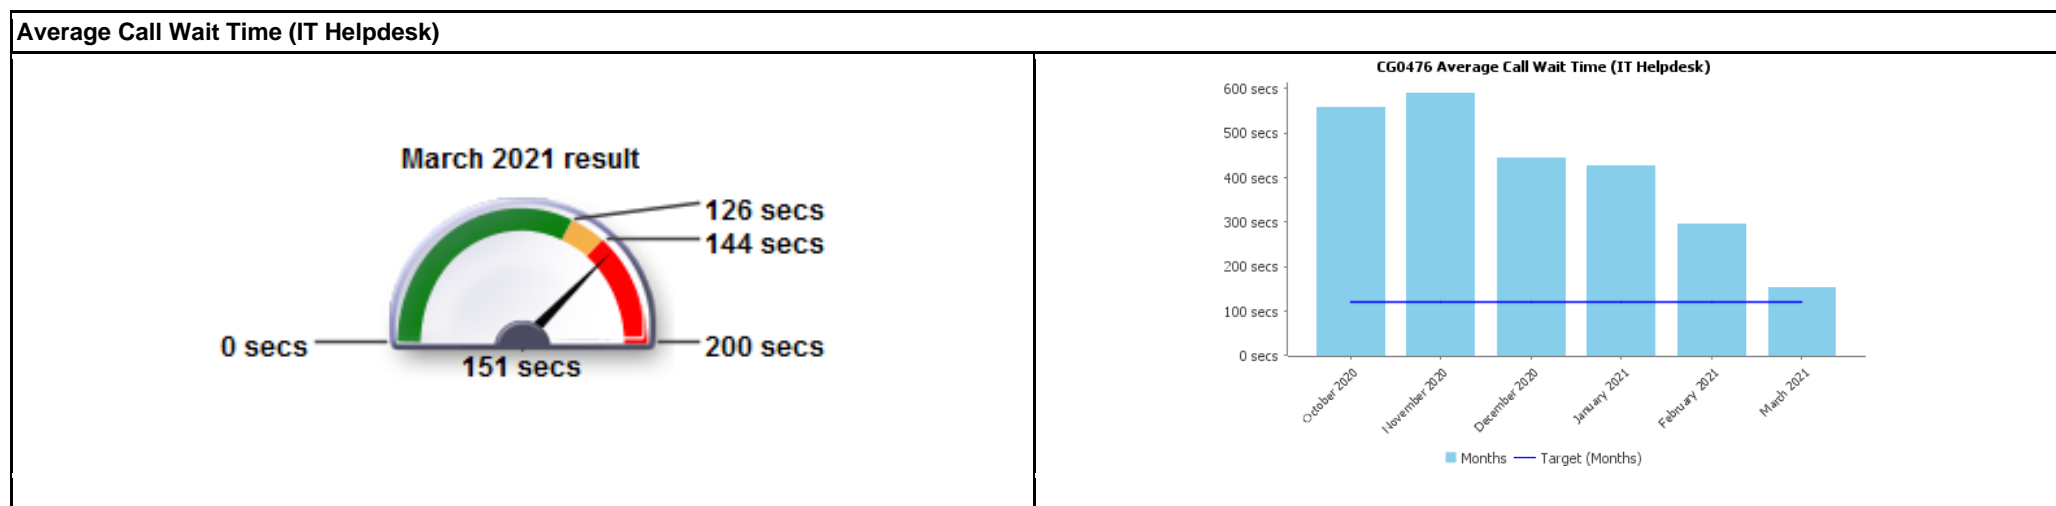 Average Call Wait Time (IT Helpdesk)
March 2021 result
126 secs
144 secs
0 secs
200 secs
151 secs
CG0476 Average Call Wait Time (IT Helpdesk)
600 secs
500 secs
400 secs
300 secs
200 secs
100 secs
0 secs
October 2020
November 2020
December 2020
January 2021
February 2021
March 2021
Months
Target (Months)